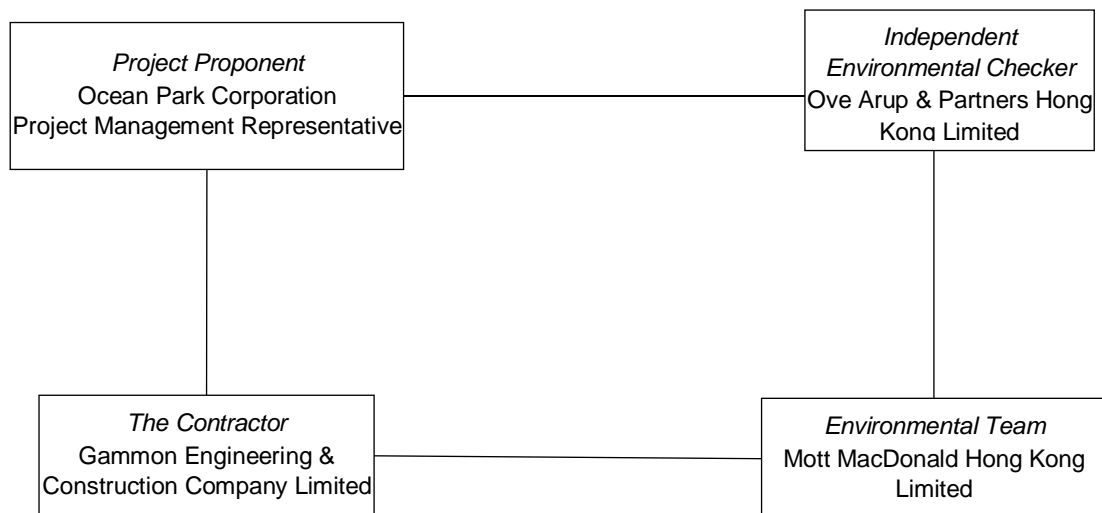 Project Proponent
Ocean Park Corporation
Project Management Representative
Independent
Environmental Checker
Ove Arup & Partners Hong
Kong Limited
The Contractor
Gammon Engineering &
Construction Company Limited
Environmental Team
Mott MacDonald Hong Kong
Limited